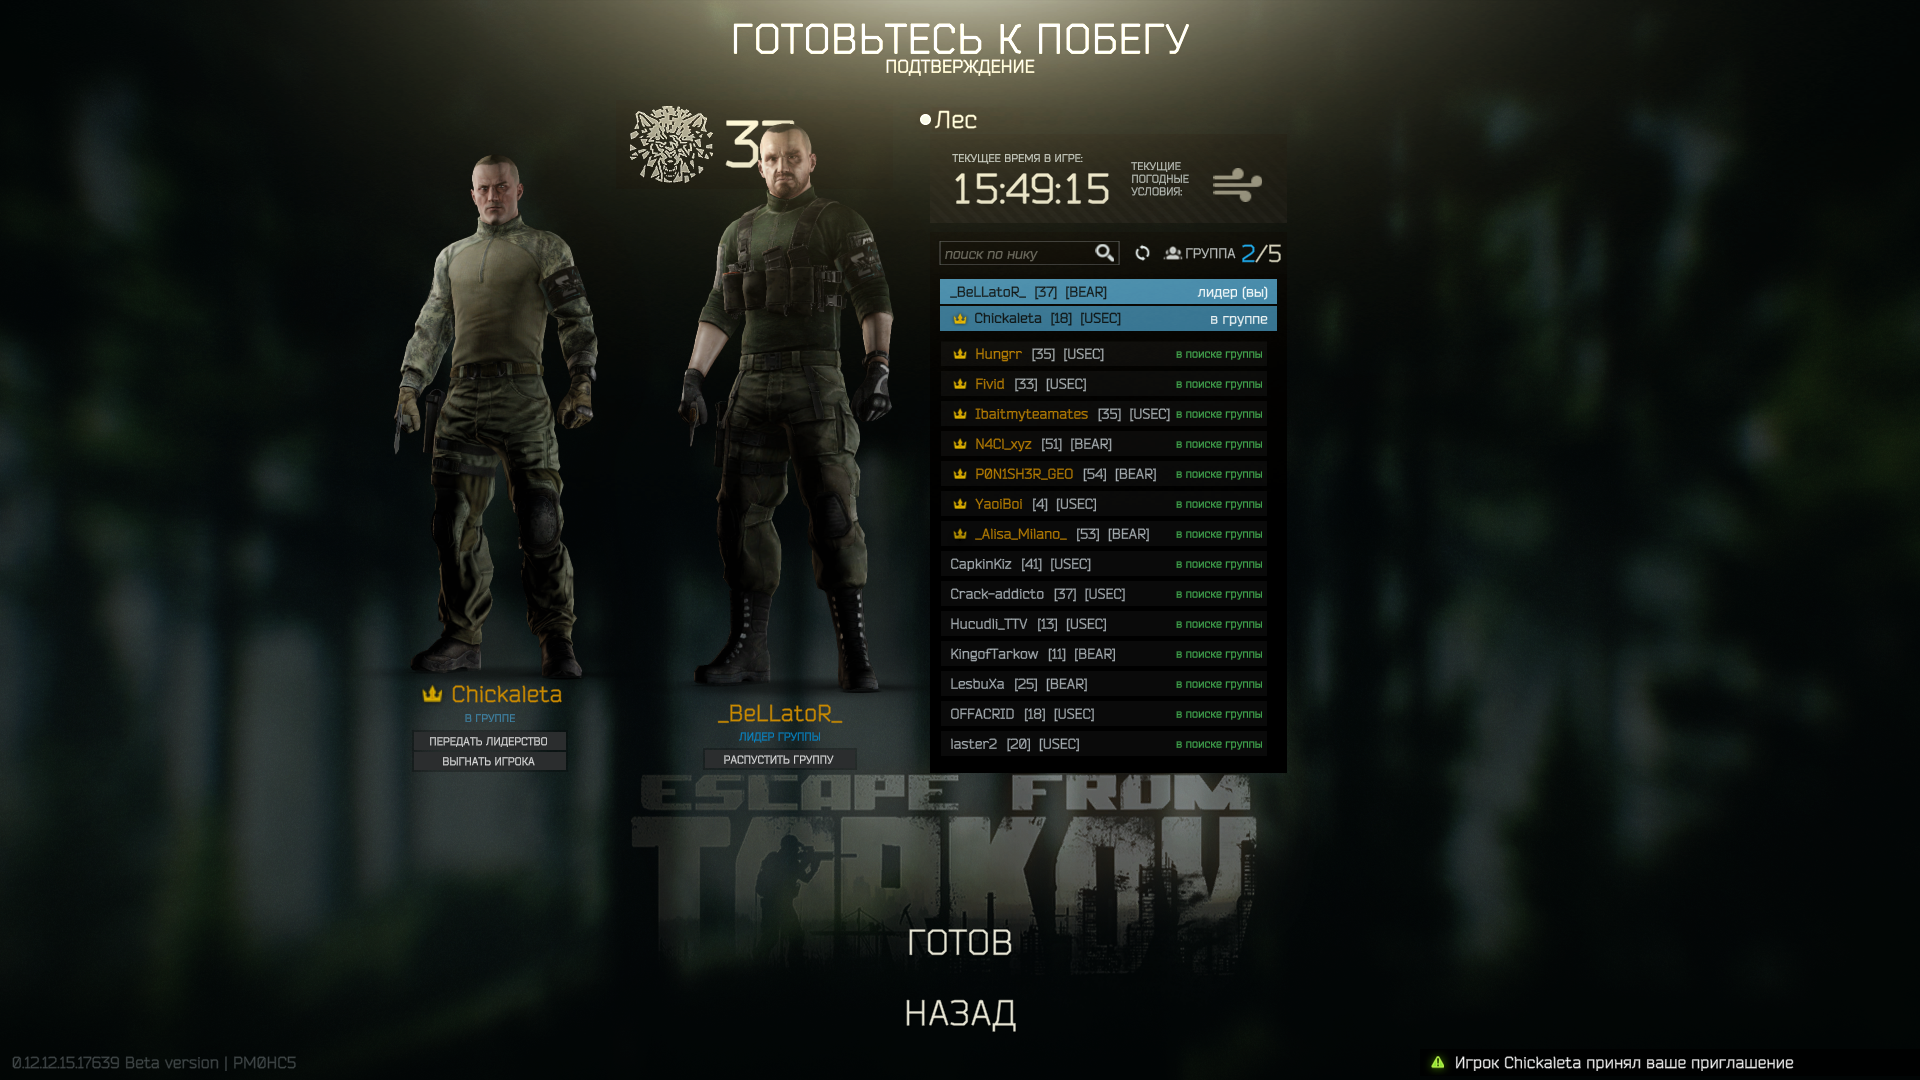 ГОТОВЬТЕСЬ К ПОБЕГУ
ПОДТВЕРЖДЕНИЕ
37
Лес
ТЕКУЩЕЕ ВРЕМЯ В ИГРЕ:
15:49:15
ТЕКУЩИЕ
ПОГОДНЫЕ
УСЛОВИЯ:
поиск по нику
ГРУППА 2/5
_BeLLatoR_ [37] [BEAR] лидер (вы)
Chickaleta [18] [USEC] в группе
Hungrr [35] [USEC] в поиске группы
Fivid [33] [USEC] в поиске группы
Ibaitmyteamates [35] [USEC] в поиске группы
N4Cl_xyz [51] [BEAR] в поиске группы
P0N1SH3R_GEO [54] [BEAR] в поиске группы
YaoiBoi [4] [USEC] в поиске группы
_Alisa_Milano_ [53] [BEAR] в поиске группы
CapkinKiz [41] [USEC] в поиске группы
Crack-addicto [37] [USEC] в поиске группы
Hucudli_TTV [13] [USEC] в поиске группы
KingofTarkow [11] [BEAR] в поиске группы
LesbuXa [25] [BEAR] в поиске группы
OFFACRID [18] [USEC] в поиске группы
laster2 [20] [USEC] в поиске группы
Chickaleta
В ГРУППЕ
ПЕРЕДАТЬ ЛИДЕРСТВО
ВЫГНАТЬ ИГРОКА
_BeLLatoR_
ЛИДЕР ГРУППЫ
РАСПУСТИТЬ ГРУППУ
ESCAPE FROM
TARKOV
ГОТОВ
НАЗАД
0.12.12.15.17639 Beta version | PM0HC5
Игрок Chickaleta принял ваше приглашение